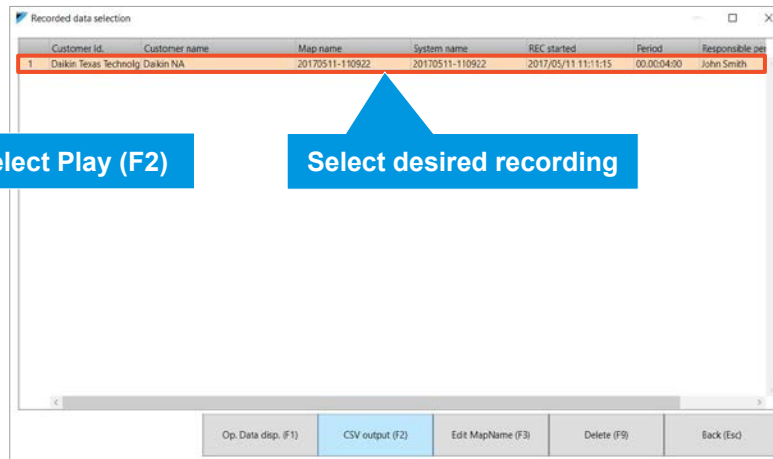 Recorded data selection
Customer Id. Customer name Map name System name REC started Period Responsible per
1 Daikin Texas Technolg Daikin NA 20170511-110922 20170511-110922 2017/05/11 11:11:15 00.00:04:00 John Smith
elect Play (F2)
Select desired recording
Op. Data disp. (F1) CSV output (F2) Edit MapName (F3) Delete (F9) Back (Esc)